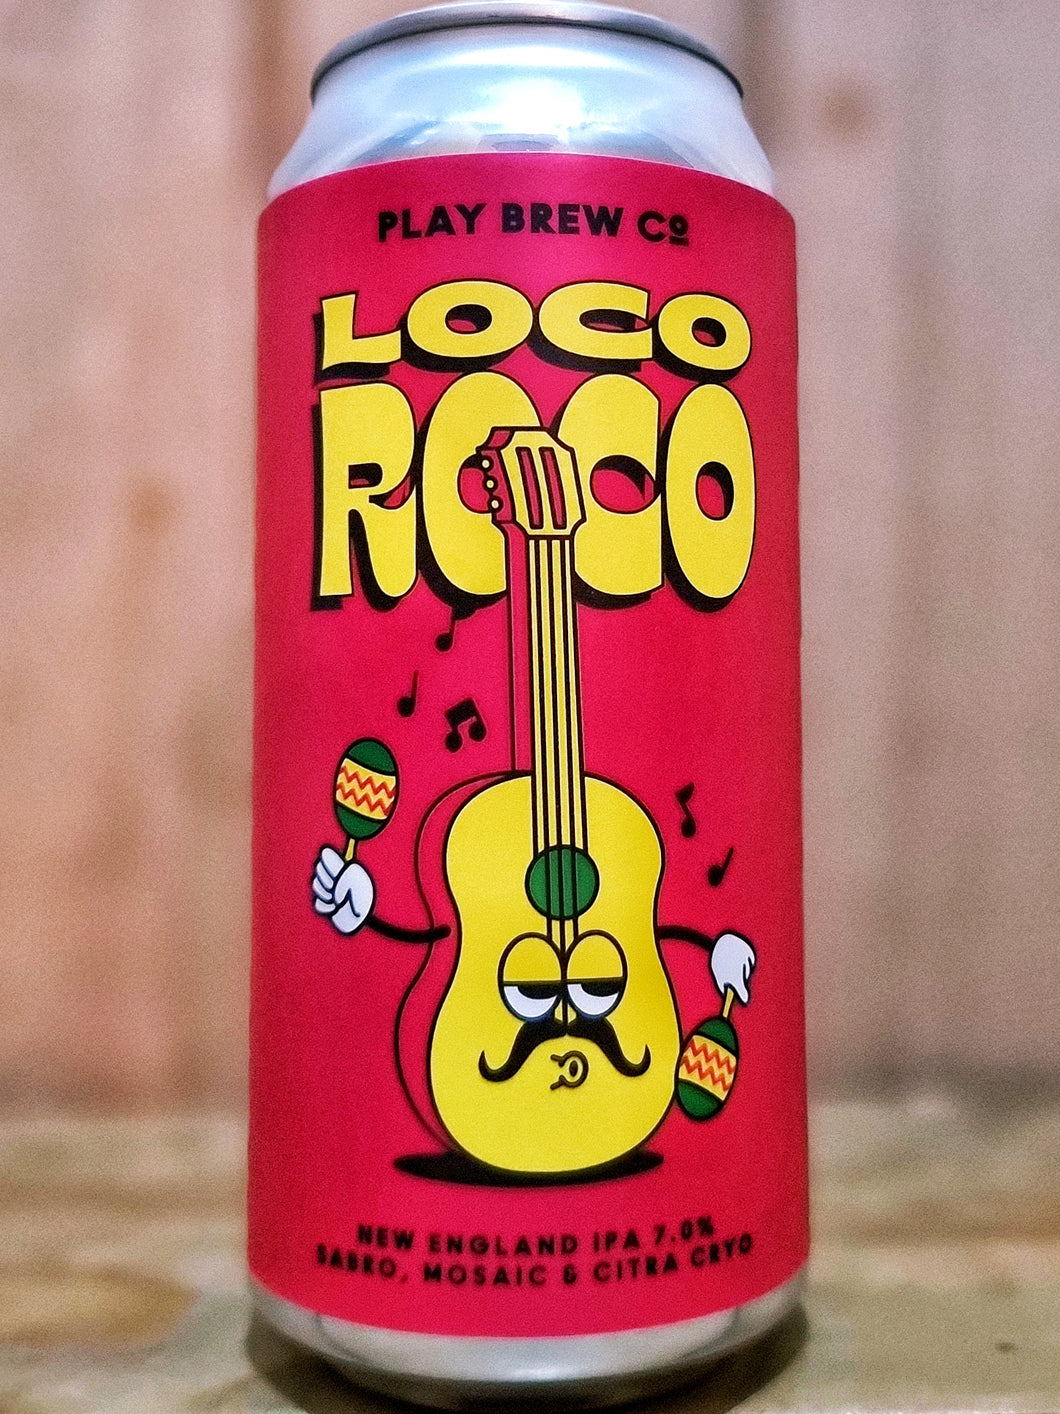 PLAY BREW Co
LOCO
ROCO
NEW ENGLAND IPA 7.0%
SABRO, MOSAIC & CITRA CRYO